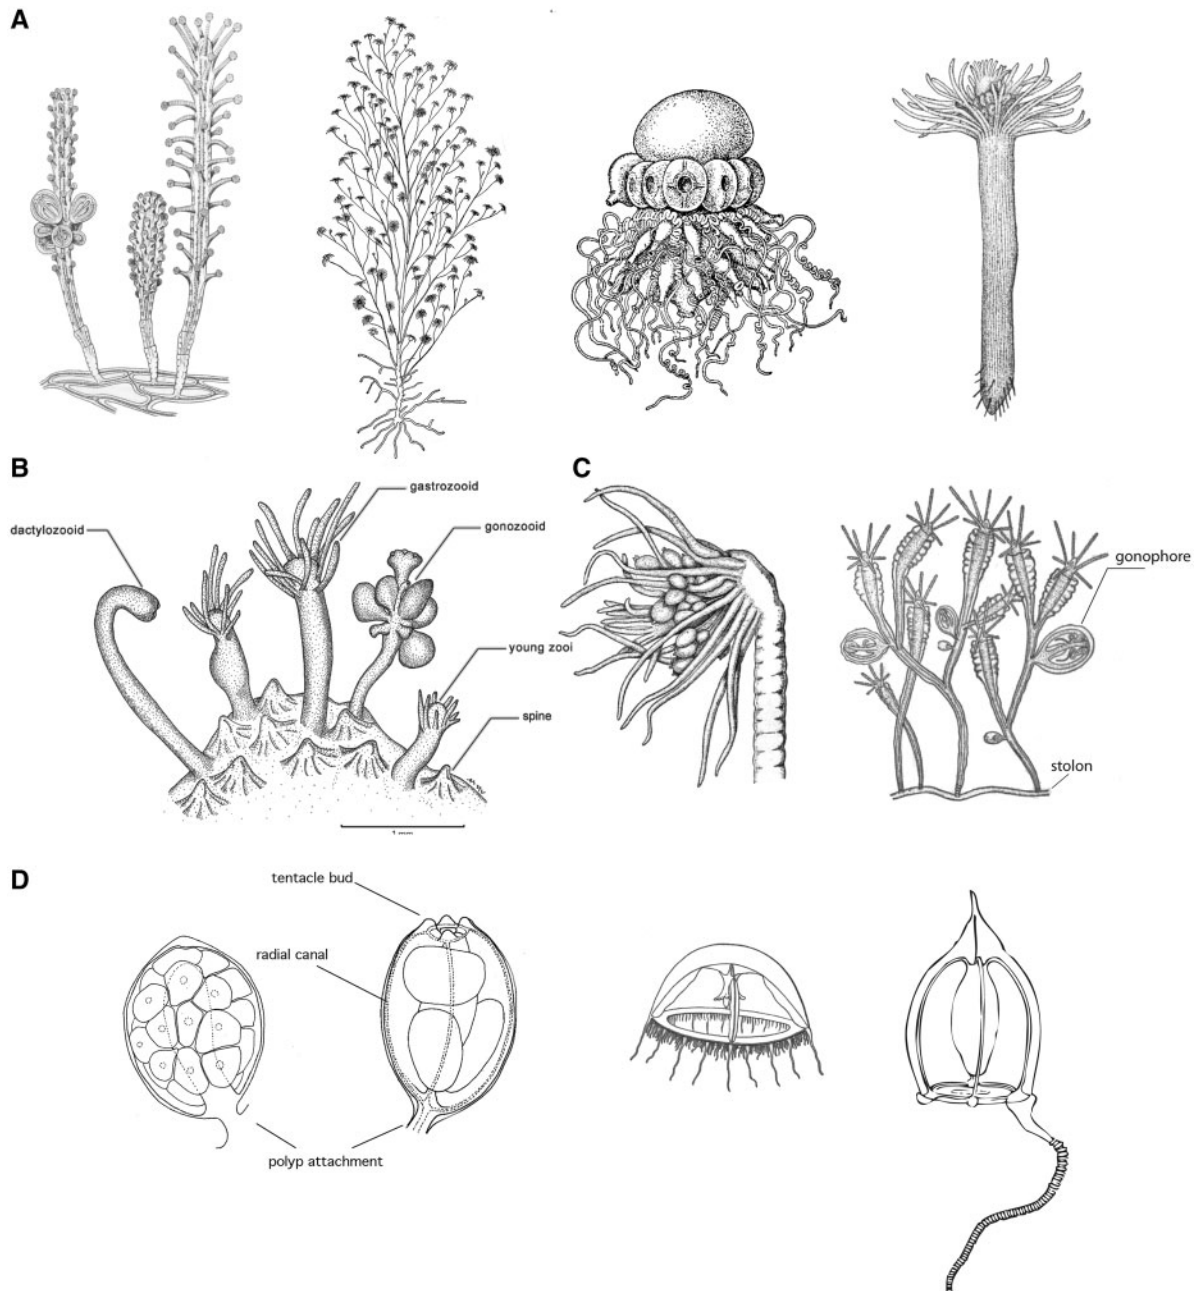 A
B
C
gastrozooid
dactylozooid
gonozooid
gonophore
young zooi
spine
stolon
D
tentacle bud
radial canal
polyp attachment